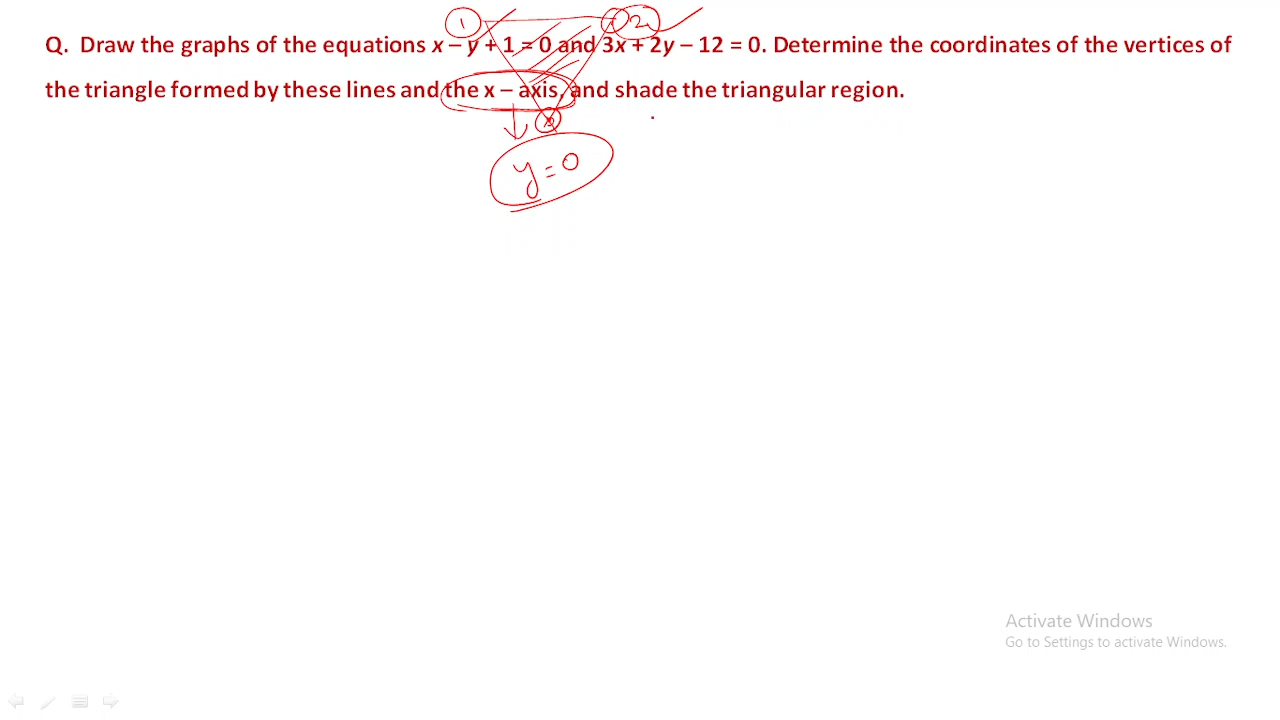 1 2
Q. Draw the graphs of the equations x – y + 1 = 0 and 3x + 2y – 12 = 0. Determine the coordinates of the vertices of
the triangle formed by these lines and the x – axis, and shade the triangular region.
y = 0
Activate Windows
Go to Settings to activate Windows.